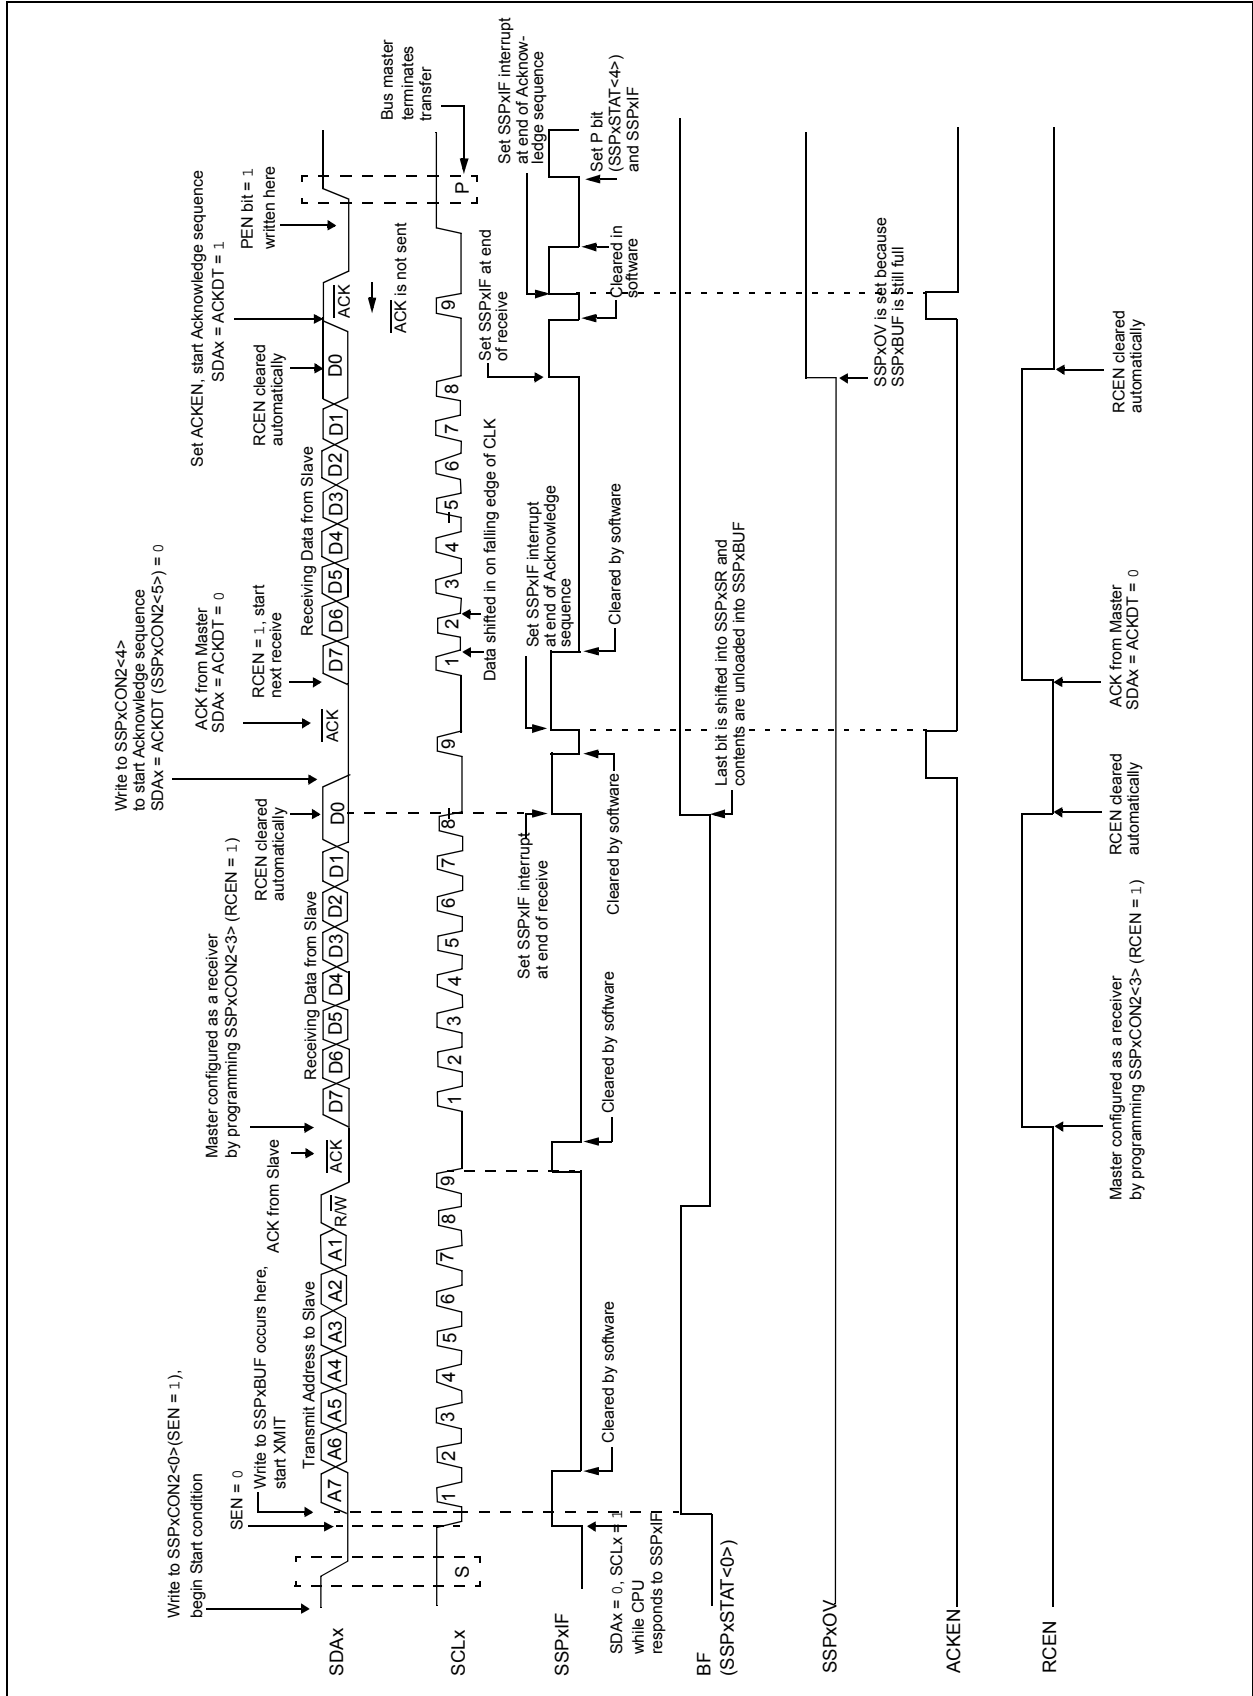 Write to SSPxCON2<4>
to start Acknowledge sequence
SDAx = ACKDT (SSPxCON2<5>) = 0
Set ACKEN, start Acknowledge sequence
SDAx = ACKDT = 1
Write to SSPxCON2<0>(SEN = 1),
begin Start condition
Master configured as a receiver
by programming SSPxCON2<3> (RCEN = 1)
ACK from Master
SDAx = ACKDT = 0
PEN bit = 1
written here
SEN = 0
Write to SSPxBUF occurs here,
start XMIT
ACK from Slave
RCEN cleared
automatically
RCEN = 1, start
next receive
RCEN cleared
automatically
Transmit Address to Slave
Receiving Data from Slave
Receiving Data from Slave
SDAx
A7 A6 A5 A4 A3 A2 A1 R/W ACK D7 D6 D5 D4 D3 D2 D1 D0 ACK D7 D6 D5 D4 D3 D2 D1 D0 ACK
ACK is not sent
Bus master
terminates
transfer
SCLx
S 1 2 3 4 5 6 7 8 9 1 2 3 4 5 6 7 8 9 1 2 3 4 5 6 7 8 9 P
Data shifted in on falling edge of CLK
Set SSPxIF interrupt
at end of receive
Set SSPxIF interrupt
at end of Acknowledge
sequence
Set SSPxIF at end
of receive
Set SSPxIF interrupt
at end of Acknow-
ledge sequence
SSPxIF
SDAx = 0, SCLx = 1
while CPU
responds to SSPxIF
Cleared by software
Cleared by software
Cleared by software
Cleared by software
Cleared in
software
Set P bit
(SSPxSTAT<4>)
and SSPxIF
BF
(SSPxSTAT<0>)
Last bit is shifted into SSPxSR and
contents are unloaded into SSPxBUF
SSPxOV
SSPxOV is set because
SSPxBUF is still full
ACKEN
RCEN
Master configured as a receiver
by programming SSPxCON2<3> (RCEN = 1)
RCEN cleared
automatically
ACK from Master
SDAx = ACKDT = 0
RCEN cleared
automatically